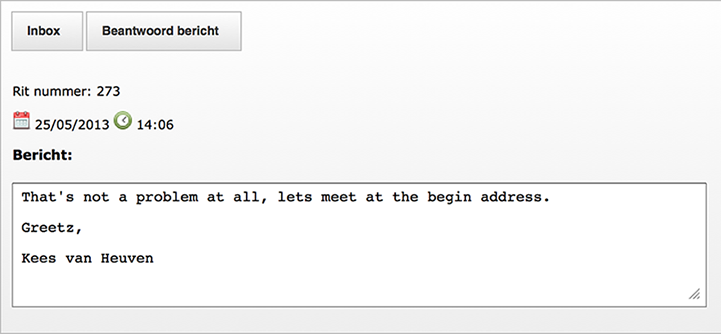 Inbox Beantwoord bericht
Rit nummer: 273
25/05/2013 14:06
Bericht:
That's not a problem at all, lets meet at the begin address.
Greetz,
Kees van Heuven